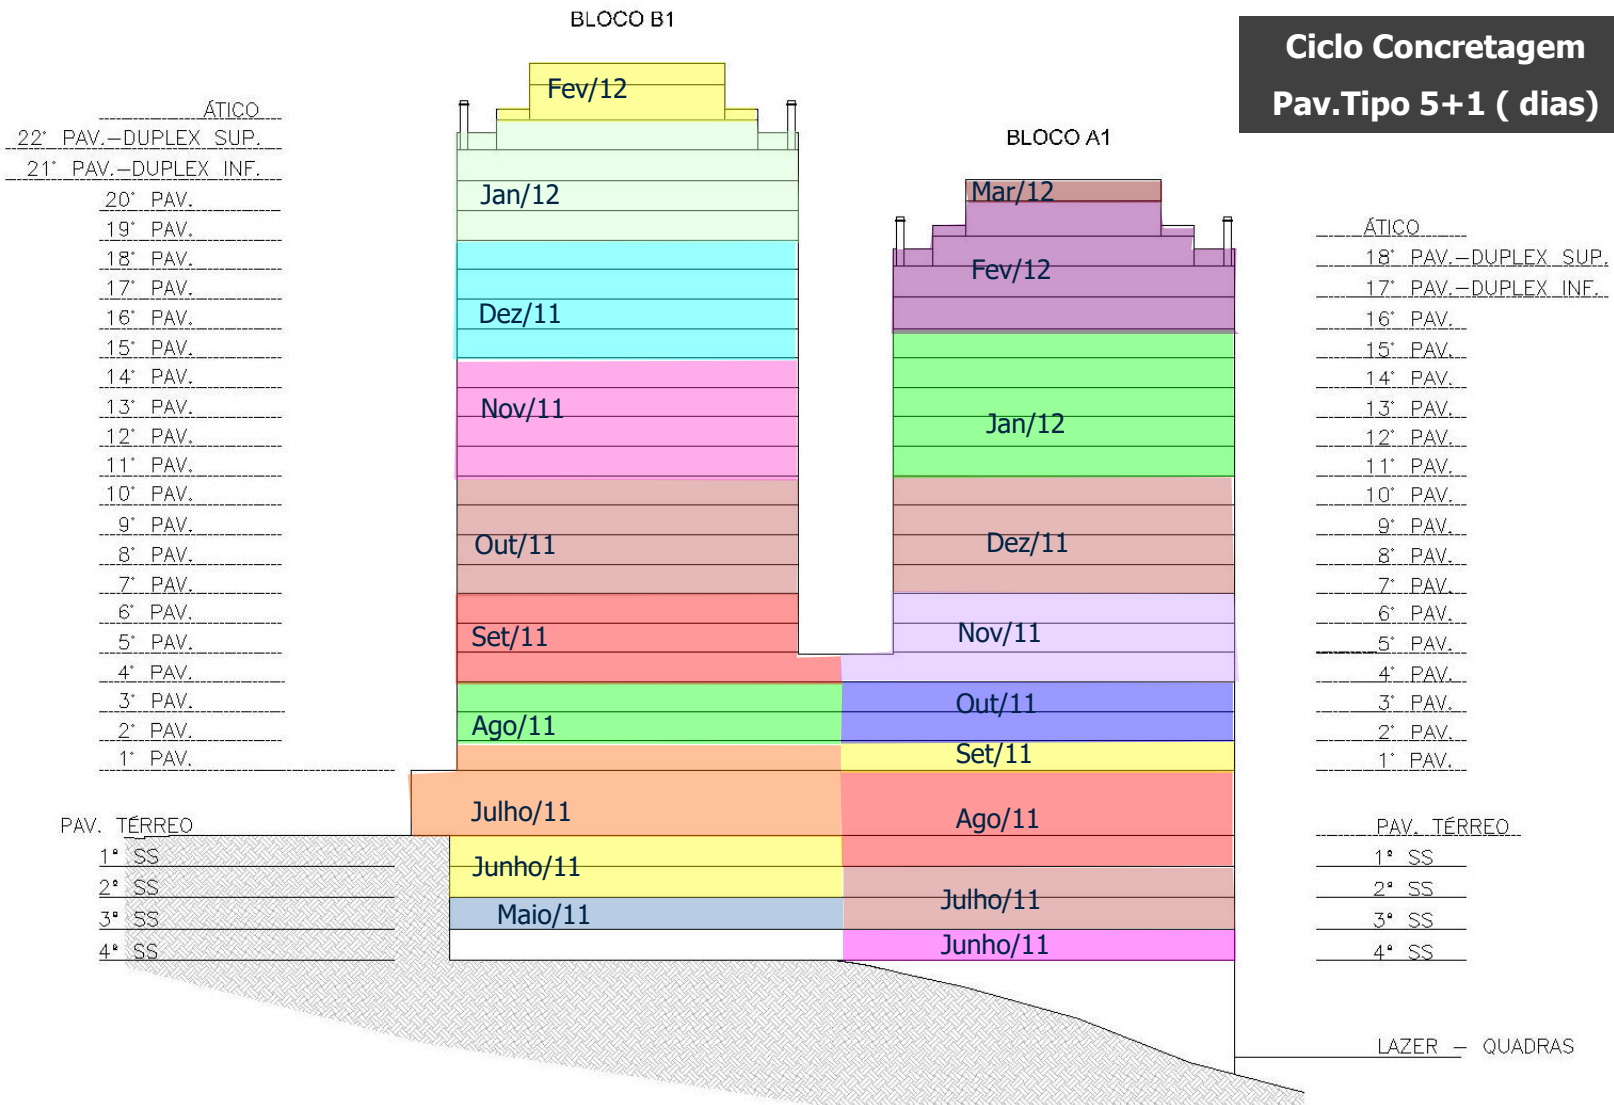 BLOCO B1
Ciclo Concretagem
Pav.Tipo 5+1 ( dias)
BLOCO A1
ÁTICO
22° PAV.-DUPLEX SUP.
21° PAV.-DUPLEX INF.
20° PAV.
19° PAV.
18° PAV.
17° PAV.
16° PAV.
15° PAV.
14° PAV.
13° PAV.
12° PAV.
11° PAV.
10° PAV.
9° PAV.
8° PAV.
7° PAV.
6° PAV.
5° PAV.
4° PAV.
3° PAV.
2° PAV.
1° PAV.
PAV. TÉRREO
1ª SS
2ª SS
3ª SS
4ª SS
Fev/12
Jan/12
Dez/11
Nov/11
Out/11
Set/11
Ago/11
Julho/11
Junho/11
Maio/11
Mar/12
Fev/12
Jan/12
Dez/11
Nov/11
Out/11
Set/11
Ago/11
Julho/11
Junho/11
ÁTICO
18° PAV.-DUPLEX SUP.
17° PAV.-DUPLEX INF.
16° PAV.
15° PAV.
14° PAV.
13° PAV.
12° PAV.
11° PAV.
10° PAV.
9° PAV.
8° PAV.
7° PAV.
6° PAV.
5° PAV.
4° PAV.
3° PAV.
2° PAV.
1° PAV.
PAV. TÉRREO
1ª SS
2ª SS
3ª SS
4ª SS
LAZER - QUADRAS